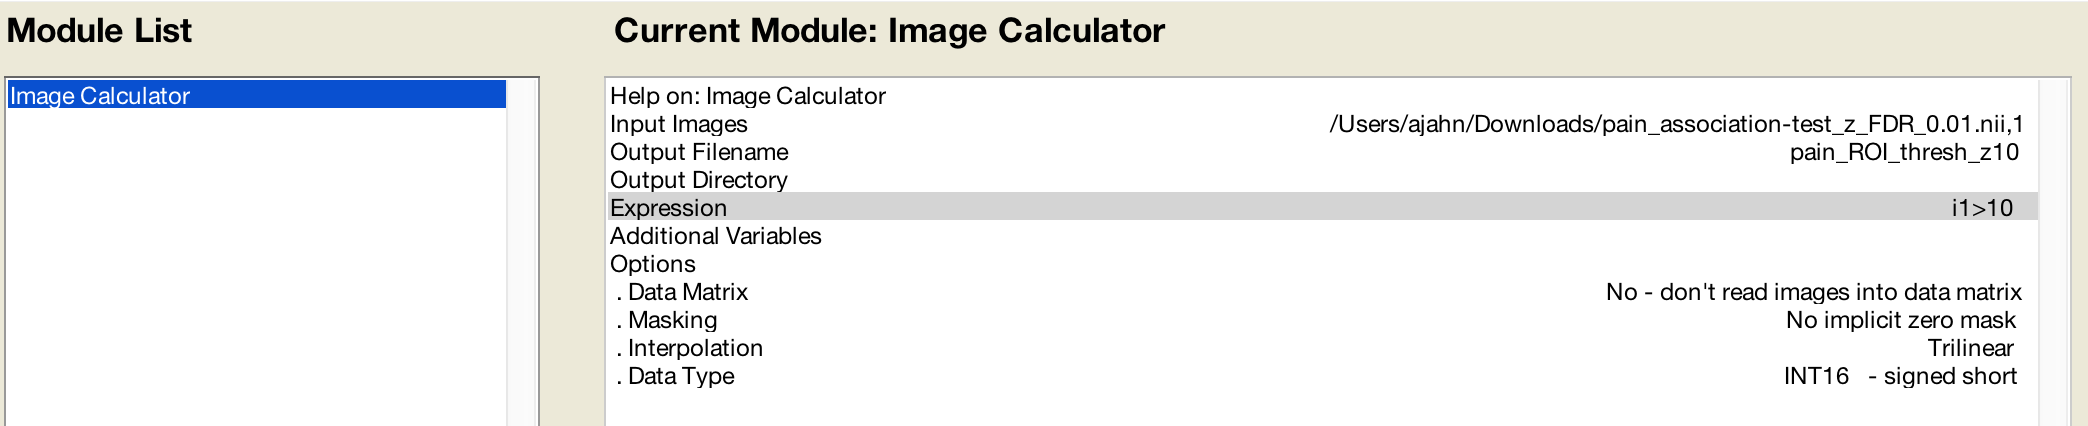 Module List
Current Module: Image Calculator
Image Calculator
Help on: Image Calculator
Input Images /Users/ajahn/Downloads/pain_association-test_z_FDR_0.01.nii,1
Output Filename pain_ROI_thresh_z10
Output Directory
Expression i1>10
Additional Variables
Options
. Data Matrix No - don't read images into data matrix
. Masking No implicit zero mask
. Interpolation Trilinear
. Data Type INT16 - signed short